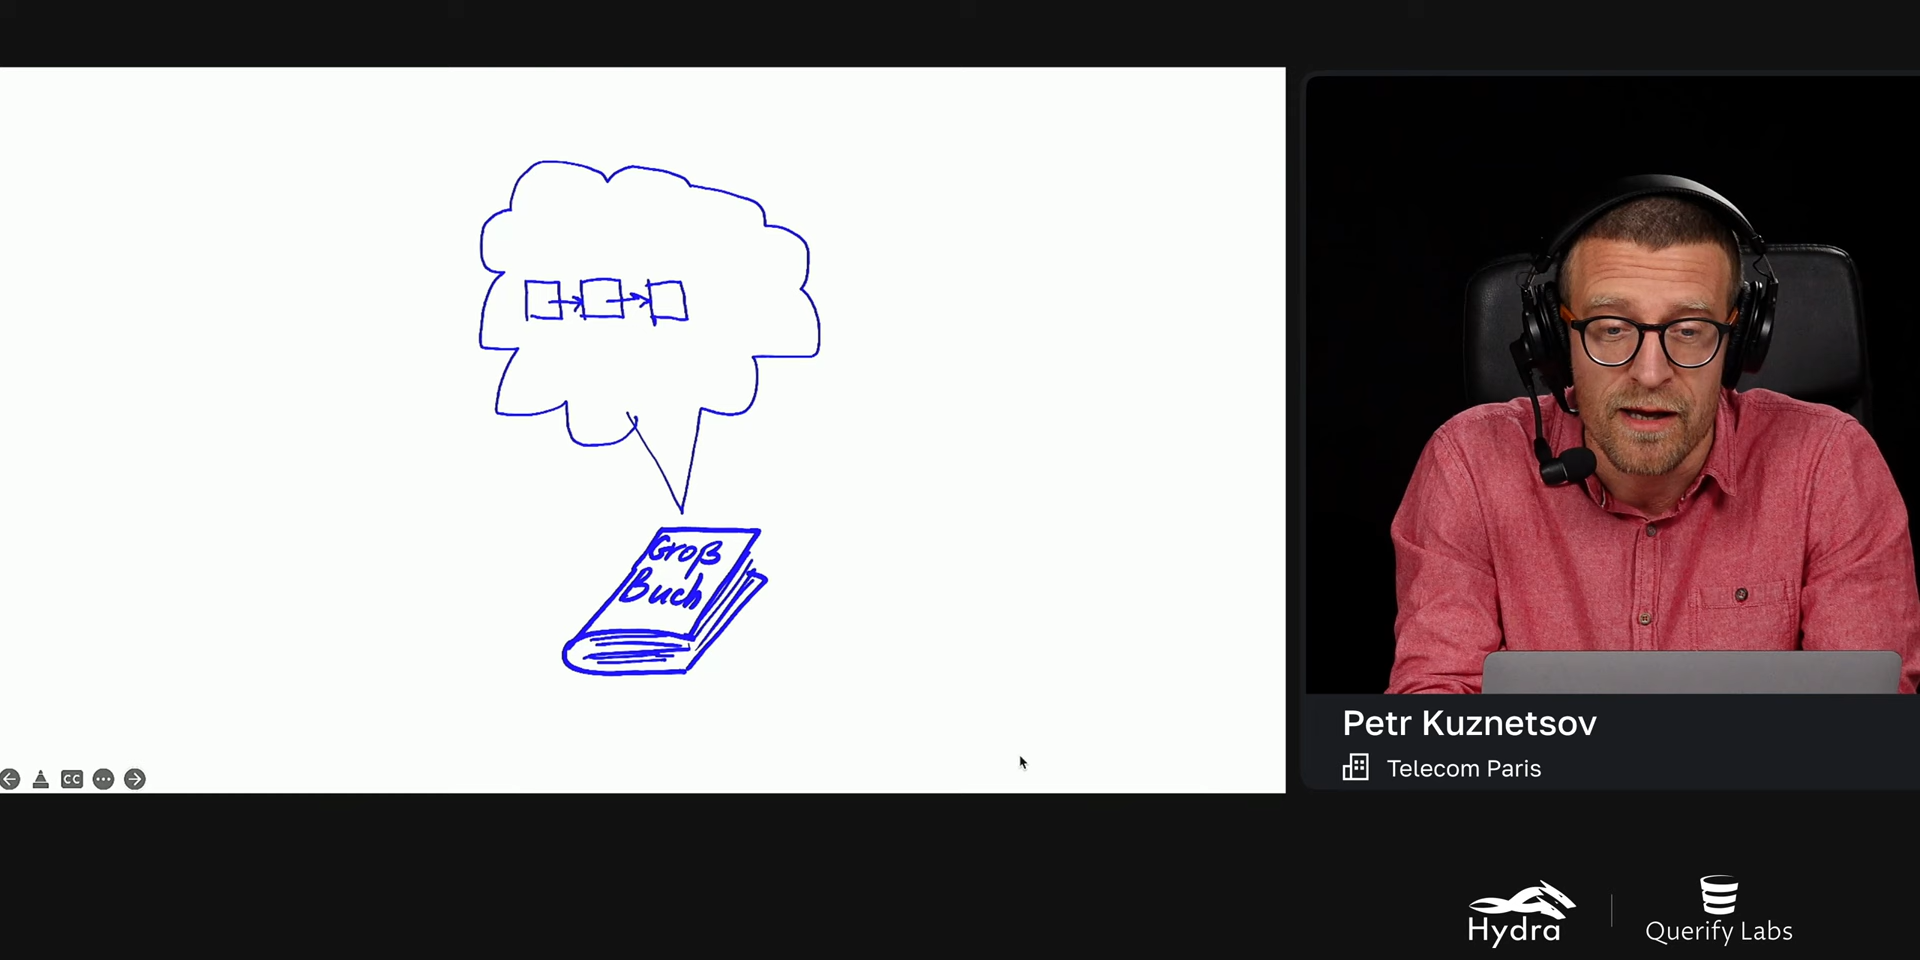 Groß
Buch
CC
Petr Kuznetsov
Telecom Paris
Hydra
Querify Labs